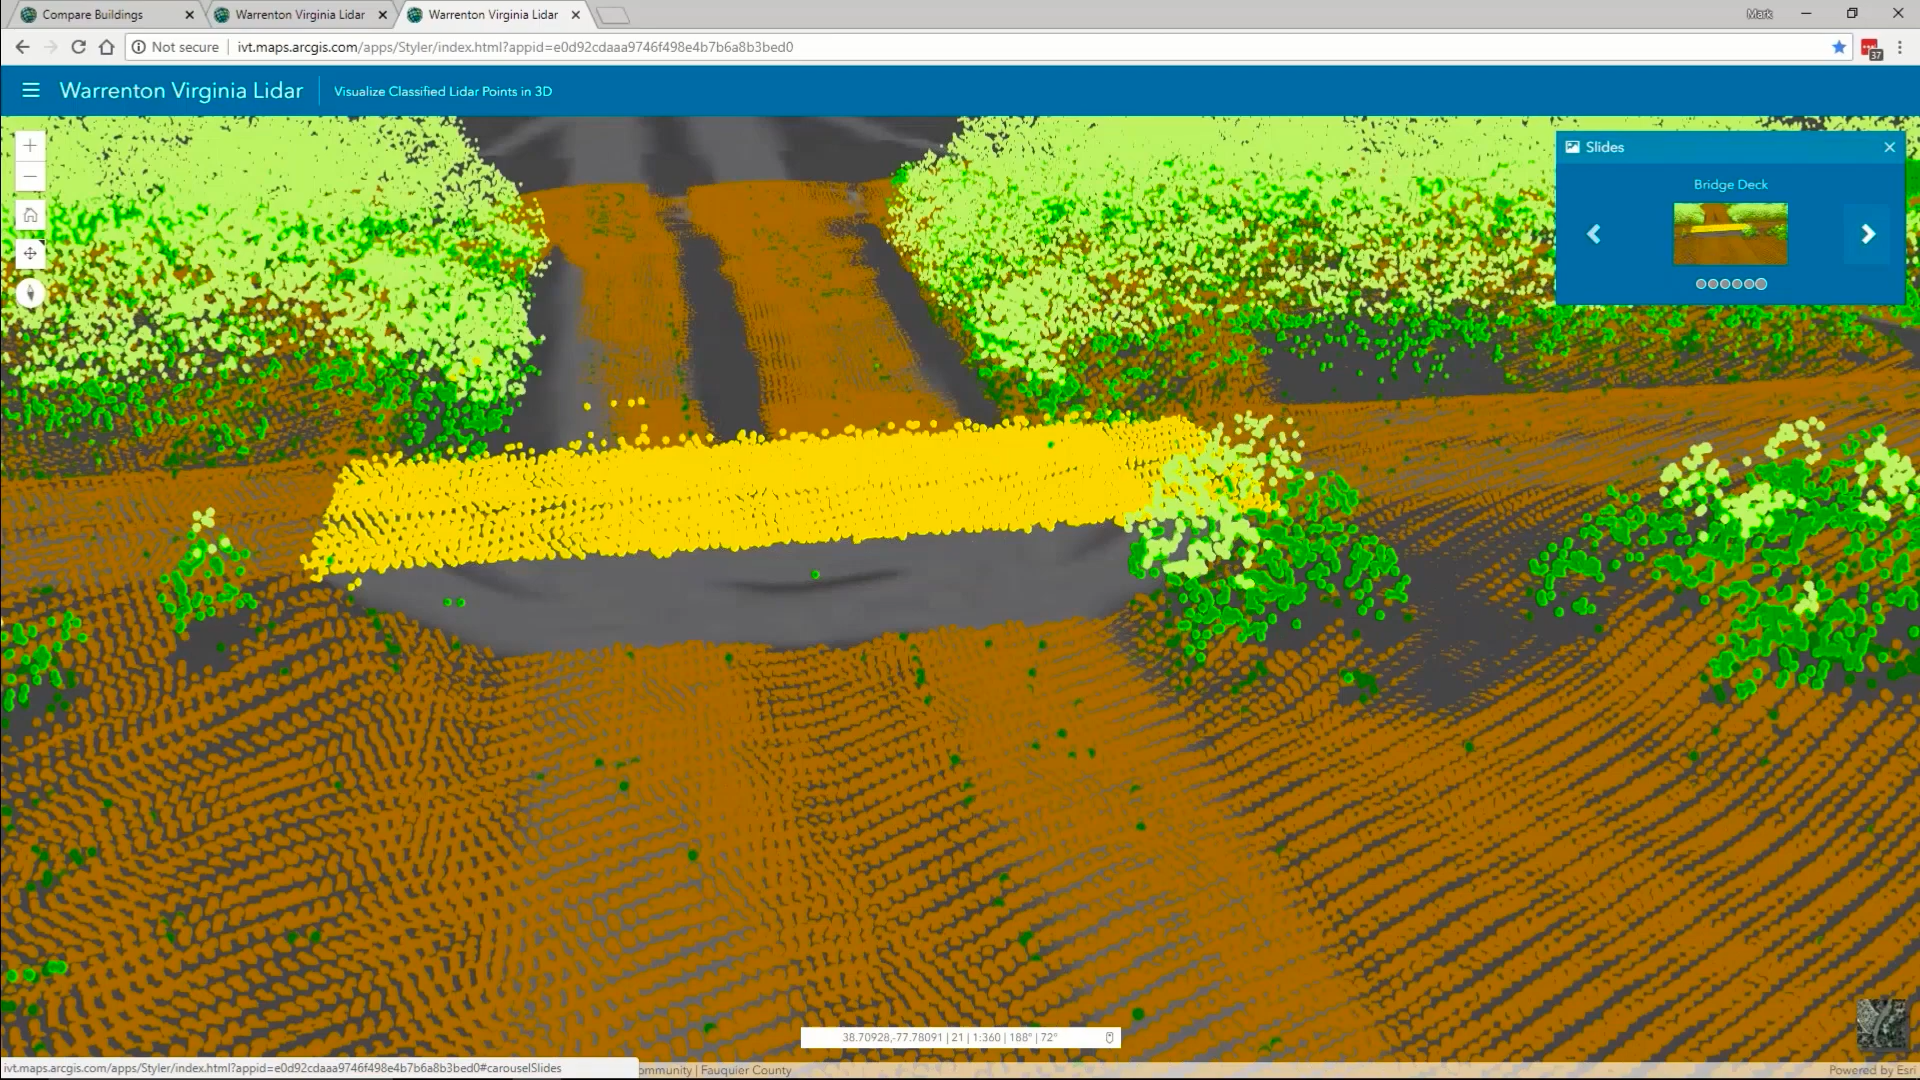 Compare Buildings
Warrenton Virginia Lidar
Warrenton Virginia Lidar
Mark
Not secure
ivt.maps.arcgis.com/apps/Styler/index.html?appid=e0d92cdaaa9746f498e4b7b6a8b3bed0
37
Warrenton Virginia Lidar
Visualize Classified Lidar Points in 3D
Slides
Bridge Deck
38.70928,-77.78091 | 21 | 1:360 | 188° | 72°
ivt.maps.arcgis.com/apps/Styler/index.html?appid=e0d92cdaaa9746f498e4b7b6a8b3bed0#carouselSlides
ommunity | Fauquier County
Powered by Esri